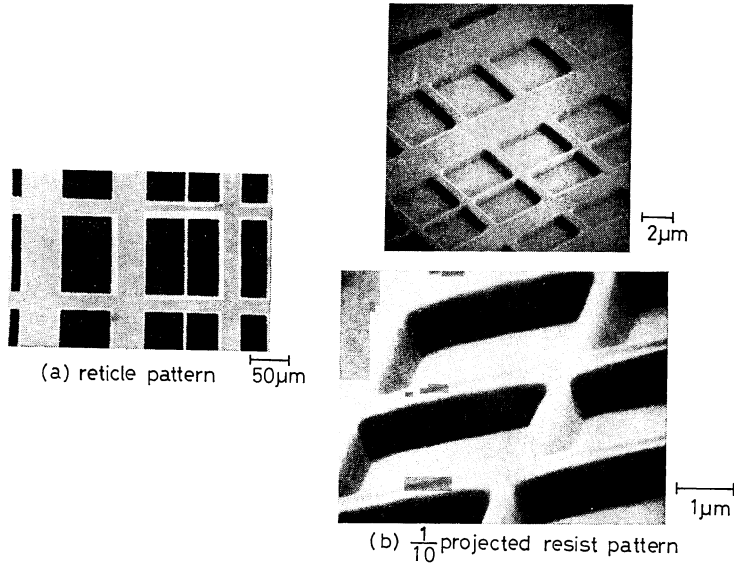 2μm
(a) reticle pattern 50μm
1μm
(b) 1/10 projected resist pattern